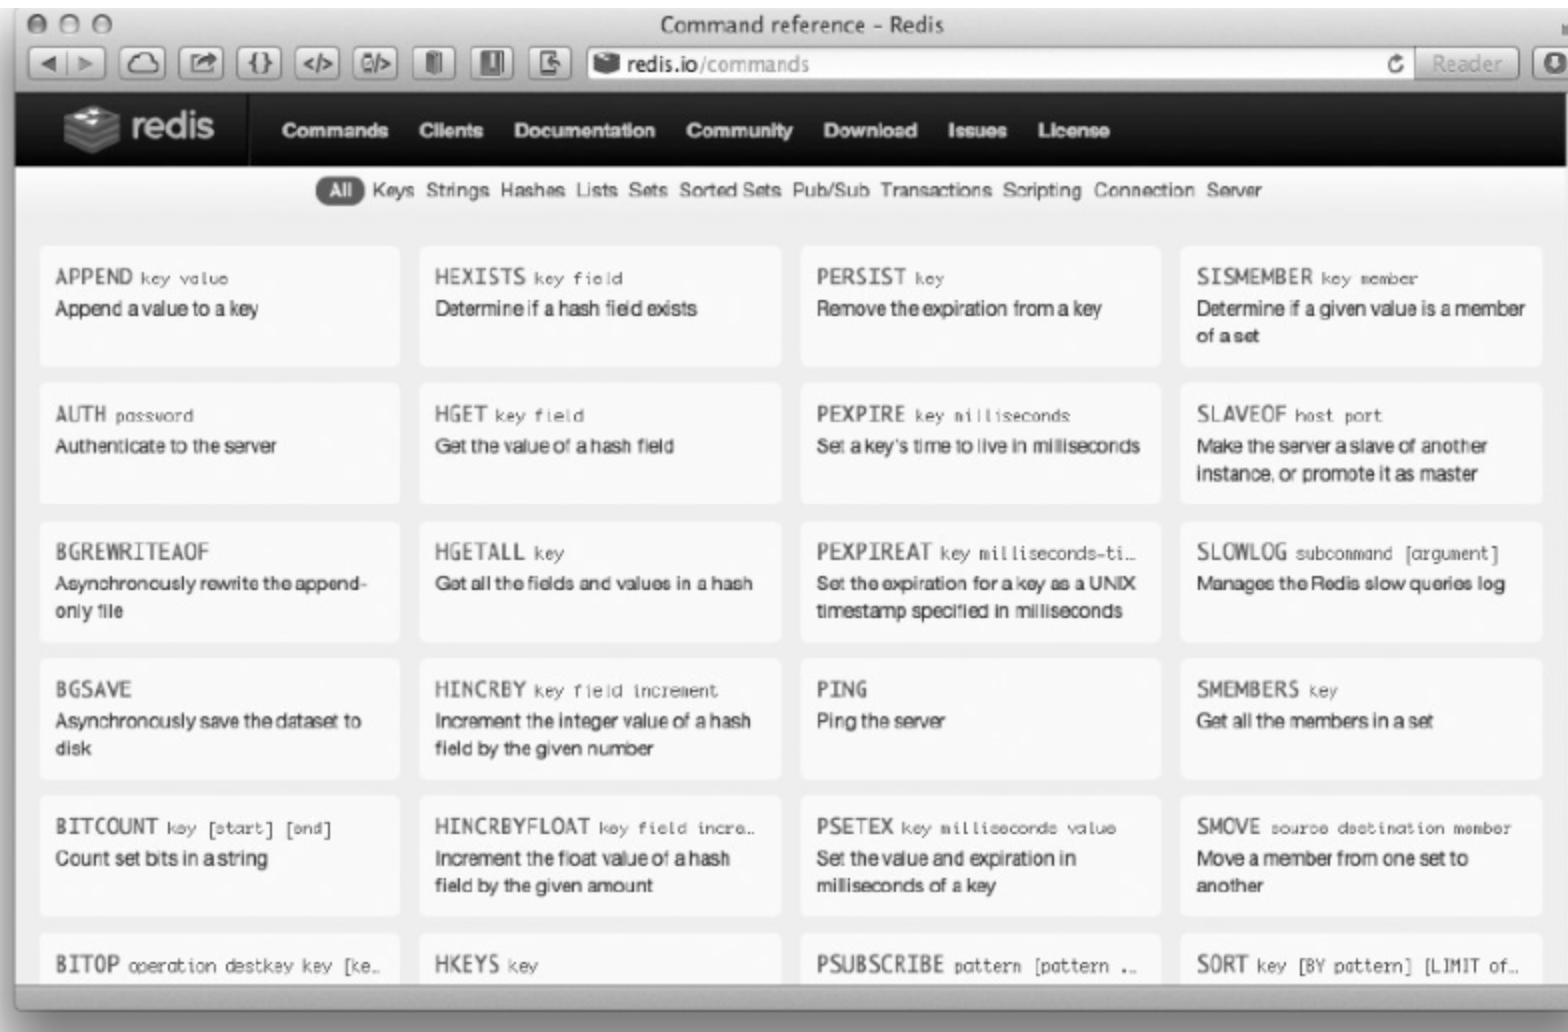 Command reference – Redis
redis.io/commands
Reader
redis
Commands Clients Documentation Community Download Issues License
All Keys Strings Hashes Lists Sets Sorted Sets Pub/Sub Transactions Scripting Connection Server
APPEND key value
Append a value to a key
HEXISTS key field
Determine if a hash field exists
PERSIST key
Remove the expiration from a key
SISMEMBER key member
Determine if a given value is a member
of a set
AUTH password
Authenticate to the server
HGET key field
Get the value of a hash field
PEXPIRE key milliseconds
Set a key's time to live in milliseconds
SLAVEOF host port
Make the server a slave of another
instance, or promote it as master
BGREWRITEAOF
Asynchronously rewrite the append-
only file
HGETALL key
Get all the fields and values in a hash
PEXPIREAT key milliseconds-ti…
Set the expiration for a key as a UNIX
timestamp specified in milliseconds
SLOWLOG subcommand [argument]
Manages the Redis slow queries log
BGSAVE
Asynchronously save the dataset to
disk
HINCRBY key field increment
Increment the integer value of a hash
field by the given number
PING
Ping the server
SMEMBERS key
Get all the members in a set
BITCOUNT key [start] [end]
Count set bits in a string
HINCRBYFLOAT key field incre…
Increment the float value of a hash
field by the given amount
PSETEX key milliseconds value
Set the value and expiration in
milliseconds of a key
SMOVE source destination member
Move a member from one set to
another
BITOP operation destkey key [ke…
HKEYS key
PSUBSCRIBE pattern [pattern …
SORT key [BY pattern] [LIMIT of…